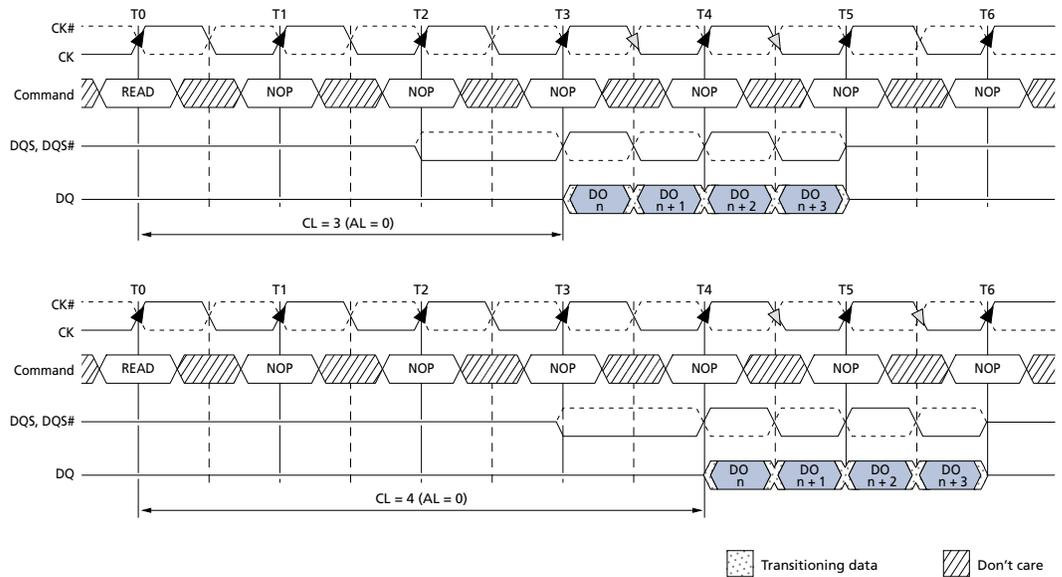 T0 T1 T2 T3 T4 T5 T6
CK#
CK
Command READ NOP NOP NOP NOP NOP NOP
DQS, DQS#
DQ DO n DO n + 1 DO n + 2 DO n + 3
CL = 3 (AL = 0)
T0 T1 T2 T3 T4 T5 T6
CK#
CK
Command READ NOP NOP NOP NOP NOP NOP
DQS, DQS#
DQ DO n DO n + 1 DO n + 2 DO n + 3
CL = 4 (AL = 0)
Transitioning data Don't care